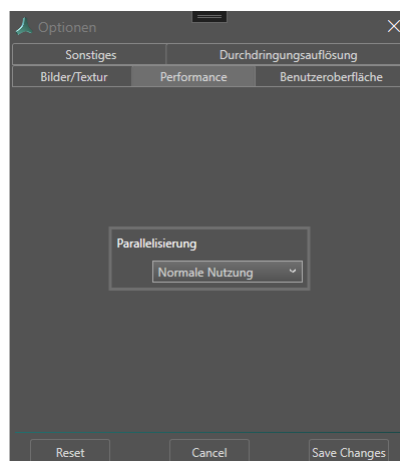 Optionen
Sonstiges Durchdringungsauflösung
Bilder/Textur Performance Benutzeroberfläche
Parallelisierung
Normale Nutzung
Reset Cancel Save Changes